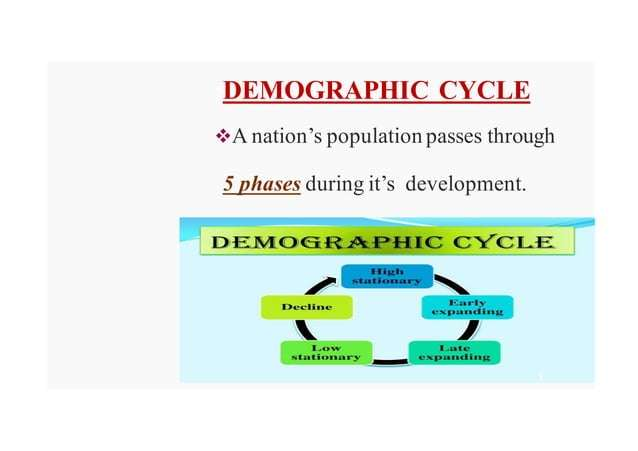 DEMOGRAPHIC CYCLE
❖A nation’s population passes through
5 phases during it’s development.
DEMOGRAPHIC CYCLE
High
stationary
Early
expanding
Late
expanding
Low
stationary
Decline